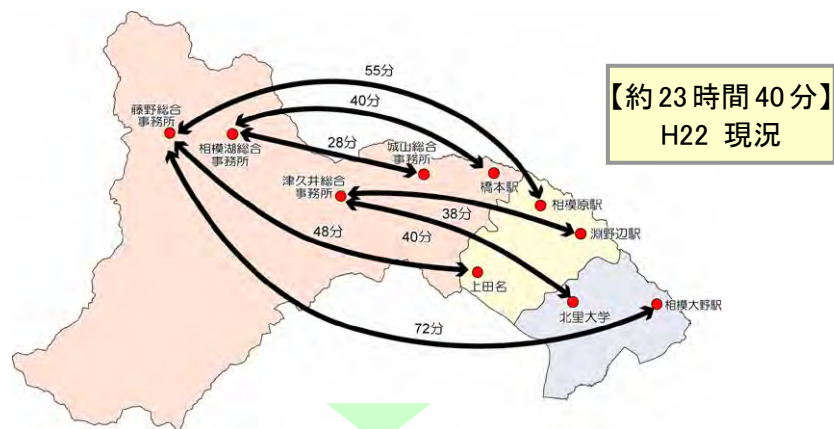 55分
【約23時間40分】
H22 現況
40分
藤野総合
事務所
相模湖総合
事務所
28分
城山総合
事務所
橋本駅
津久井総合
事務所
38分
相模原駅
淵野辺駅
48分
40分
上田名
北里大学
相模大野駅
72分